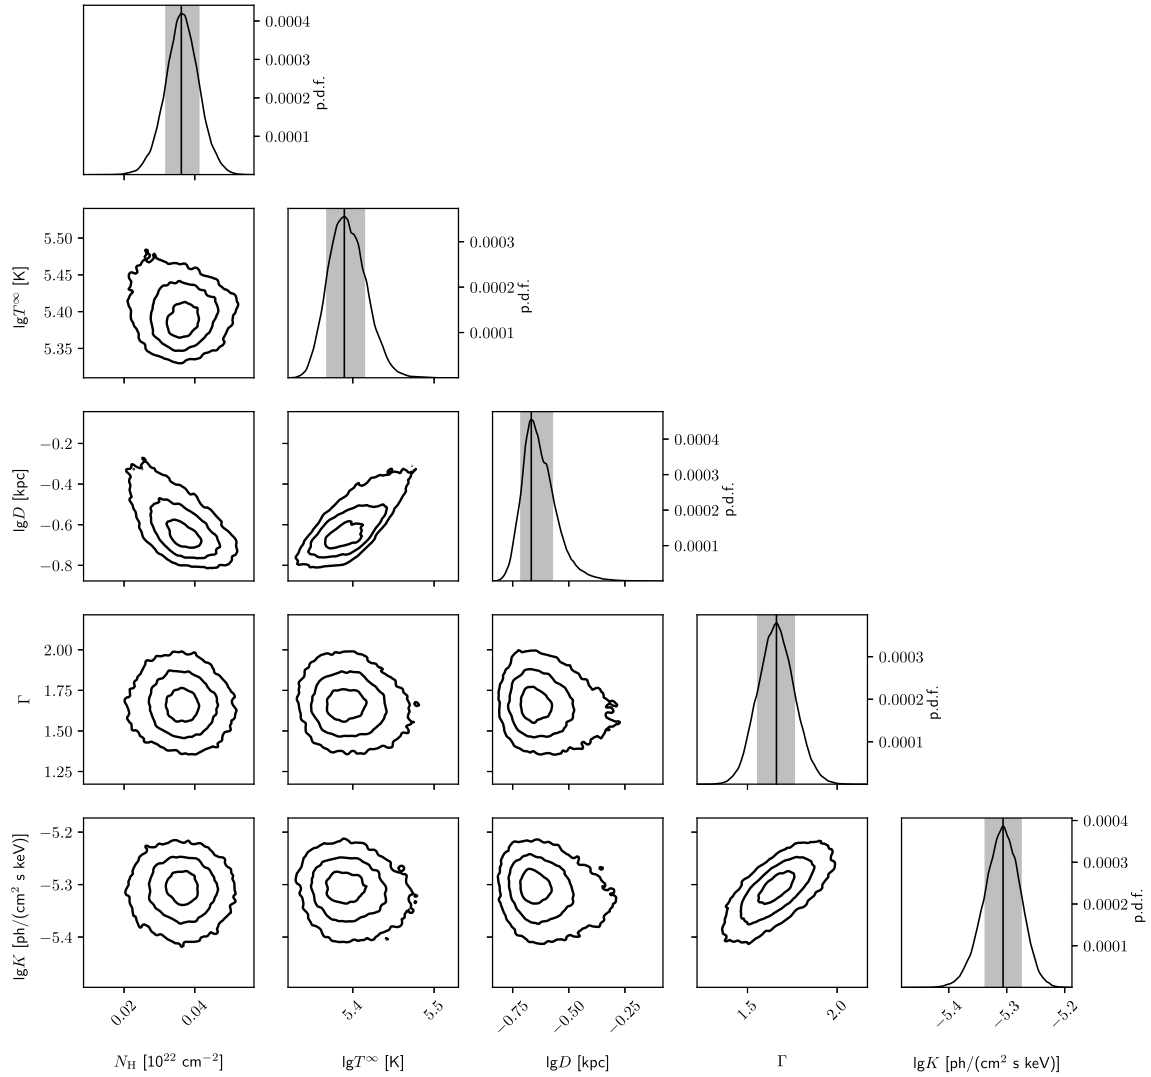 0.0004
0.0003
0.0002
0.0001
p.d.f.
5.50
5.45
5.40
5.35
lgT∞ [K]
0.0003
0.0002
0.0001
p.d.f.
−0.2
−0.4
−0.6
−0.8
lgD [kpc]
0.0004
0.0003
0.0002
0.0001
p.d.f.
2.00
1.75
1.50
1.25
Γ
0.0003
0.0002
0.0001
p.d.f.
−5.2
−5.3
−5.4
lgK [ph/(cm² s keV)]
0.0004
0.0003
0.0002
0.0001
p.d.f.
0.02 0.04
5.4 5.5
−0.75 −0.50 −0.25
1.5 2.0
−5.4 −5.3 −5.2
N_H [10²² cm⁻²]
lgT∞ [K]
lgD [kpc]
Γ
lgK [ph/(cm² s keV)]